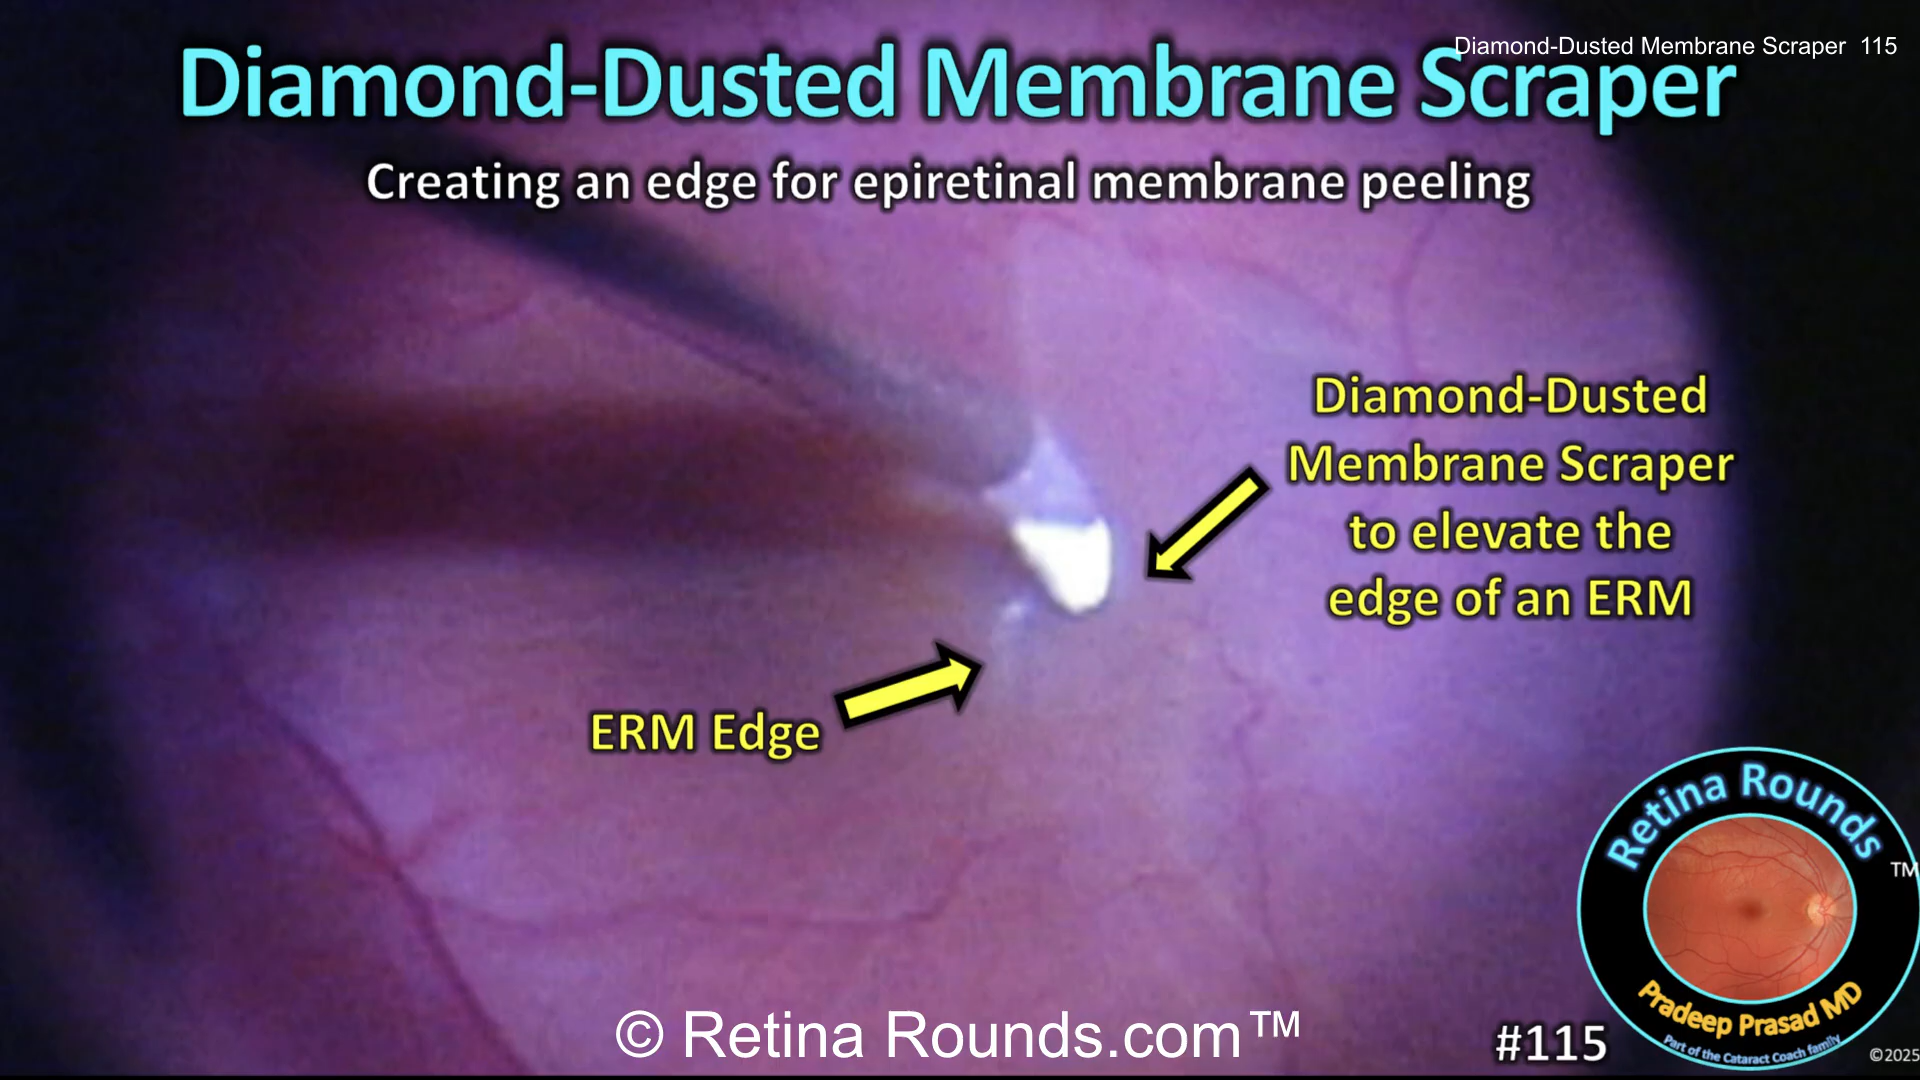 Diamond-Dusted Membrane Scraper 115
Diamond-Dusted Membrane Scraper
Creating an edge for epiretinal membrane peeling
Diamond-Dusted
Membrane Scraper
to elevate the
edge of an ERM
ERM Edge
Retina Rounds
TM
Pradeep Prasad MD
Part of the Cataract Coach family
© Retina Rounds.com™
#115
©2025